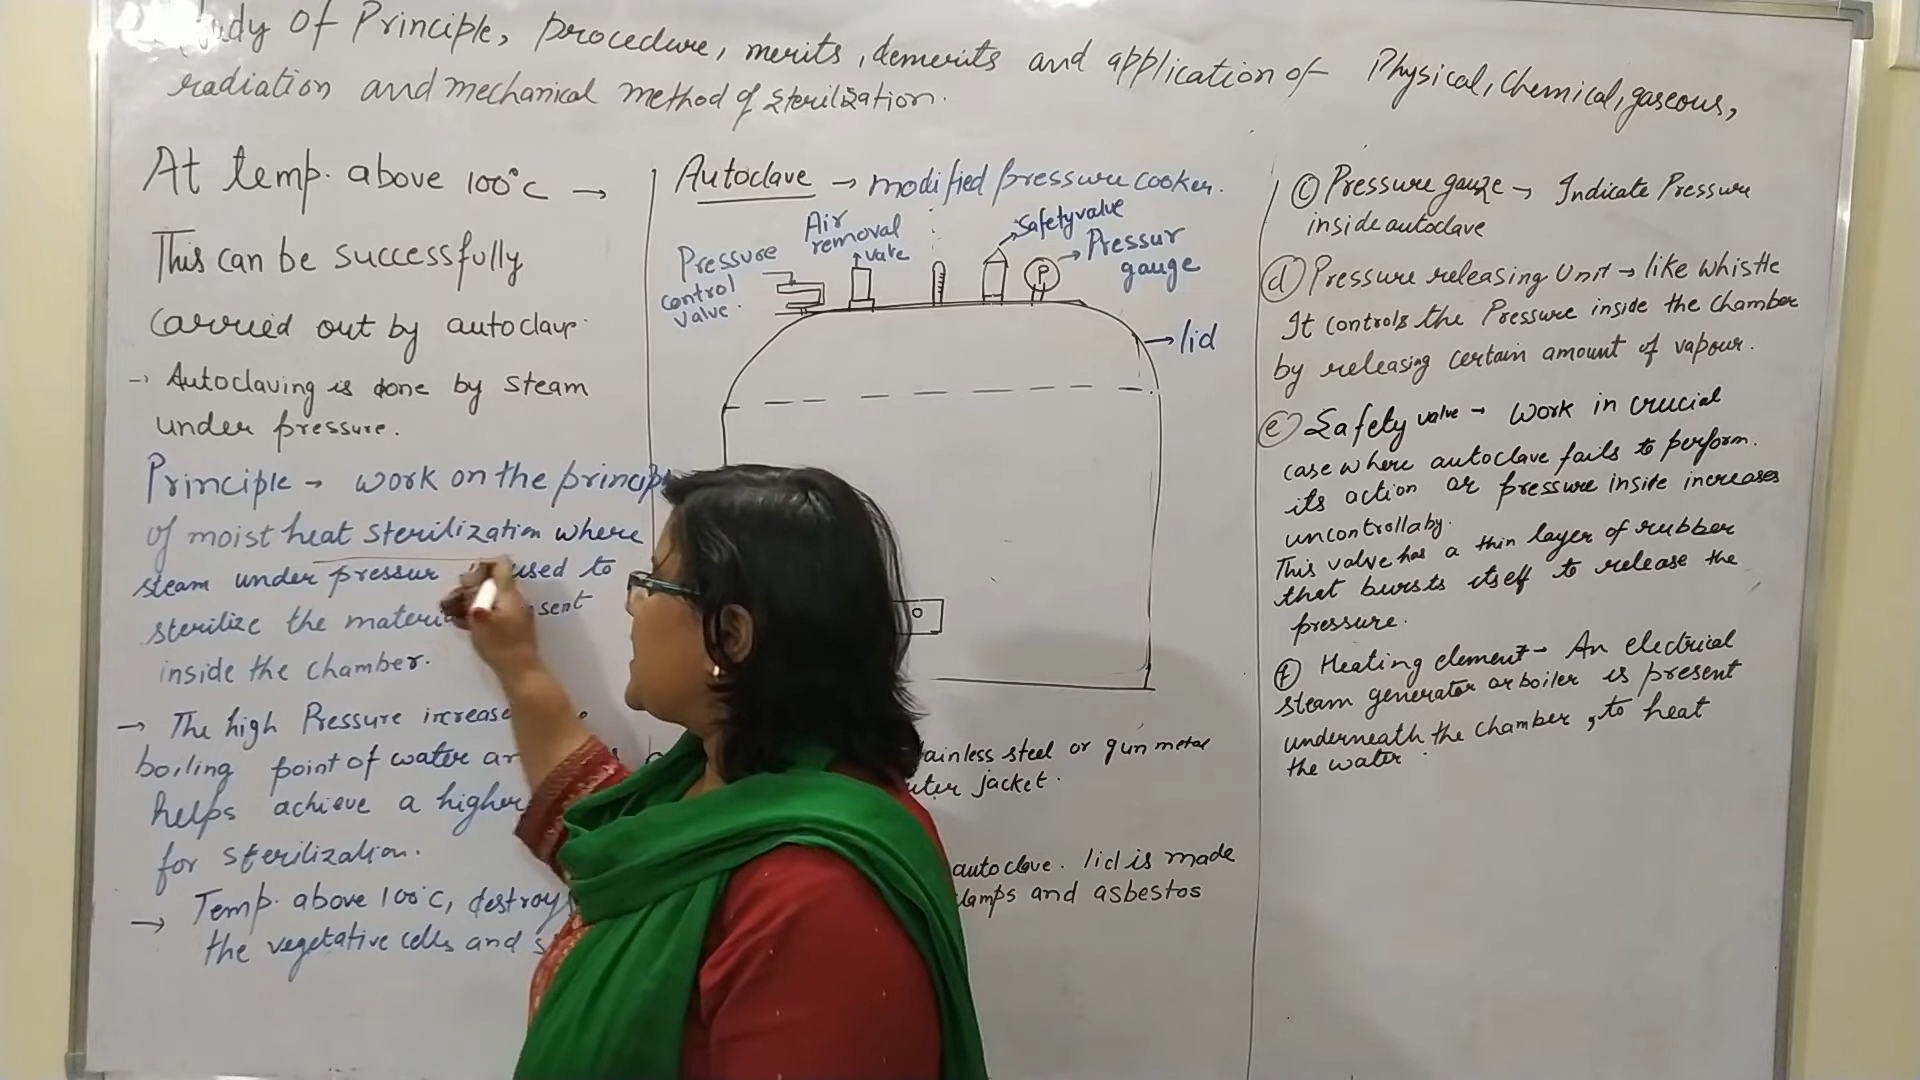 Study Of Principle, procedure, merits, demerits and application of Physical, Chemical, gaseous,
radiation and mechanical method of sterilization.
At temp. above 100°C →
This can be successfully
carried out by autoclave.
→ Autoclaving is done by steam
under pressure.
Principle → work on the principl
of moist heat sterilization where
steam under pressur used to
sterilize the materia sent
inside the chamber.
→ The high Pressure increase
boiling point of water an
helps achieve a higher
for sterilization.
→ Temp. above 100°C, destroy
the vegetative cells and s
Autoclave → modified pressure cooker.
Pressure
control
valve.
Air
removal
valve
Safety valve
Pressur
gauge
P
lid
ainless steel or gun metal
uter jacket.
autoclave. lid is made
lamps and asbestos
(c) Pressure gauze → Indicate Pressure
inside autoclave
(d) Pressure releasing Unit → like whistle
It controls the Pressure inside the chamber
by releasing certain amount of vapour.
(e) Safety valve → work in crucial
case where autoclave fails to perform.
its action or pressure inside increases
uncontrollaby.
This valve has a thin layer of rubber
that bursts itself to release the
pressure.
(f) Heating element → An electrical
steam generator or boiler is present
underneath the chamber, to heat
the water.